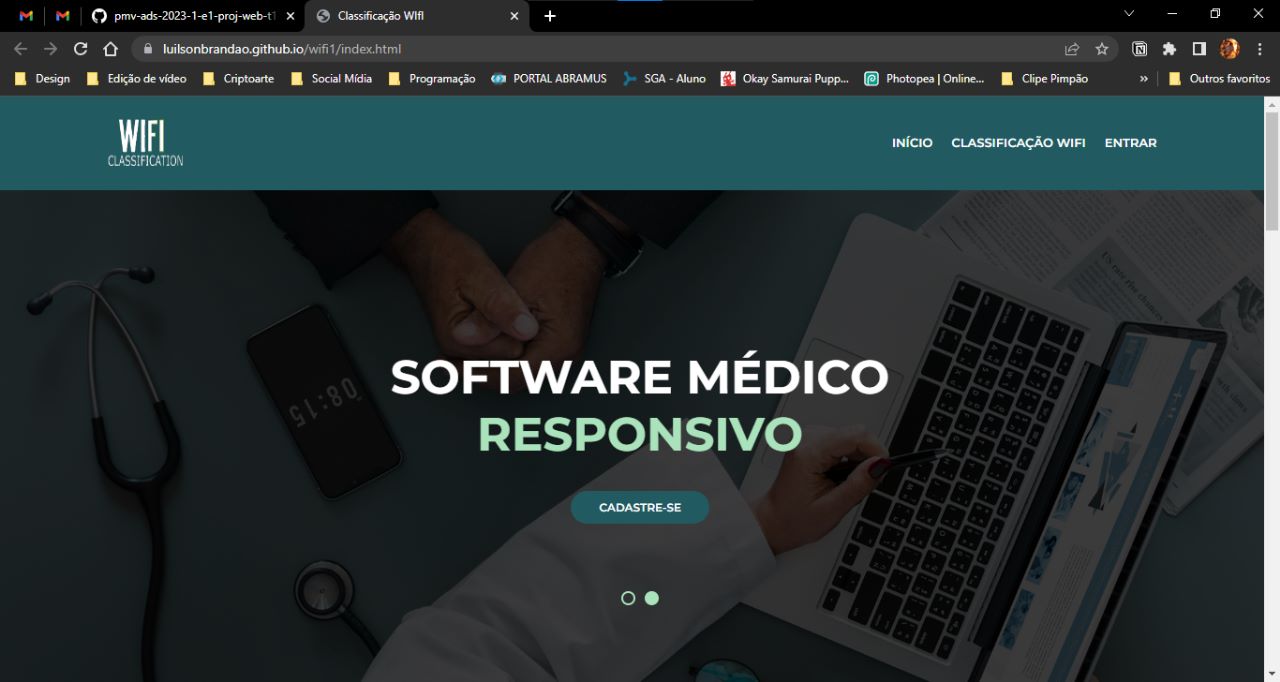 pmv-ads-2023-1-e1-proj-web-t1
Classificação WIfI
luilsonbrandao.github.io/wifi1/index.html
Design
Edição de vídeo
Criptoarte
Social Mídia
Programação
PORTAL ABRAMUS
SGA - Aluno
Okay Samurai Pupp...
Photopea | Online...
Clipe Pimpão
»
Outros favoritos
WIFI
CLASSIFICATION
INÍCIO
CLASSIFICAÇÃO WIFI
ENTRAR
08:15
SOFTWARE MÉDICO
RESPONSIVO
CADASTRE-SE